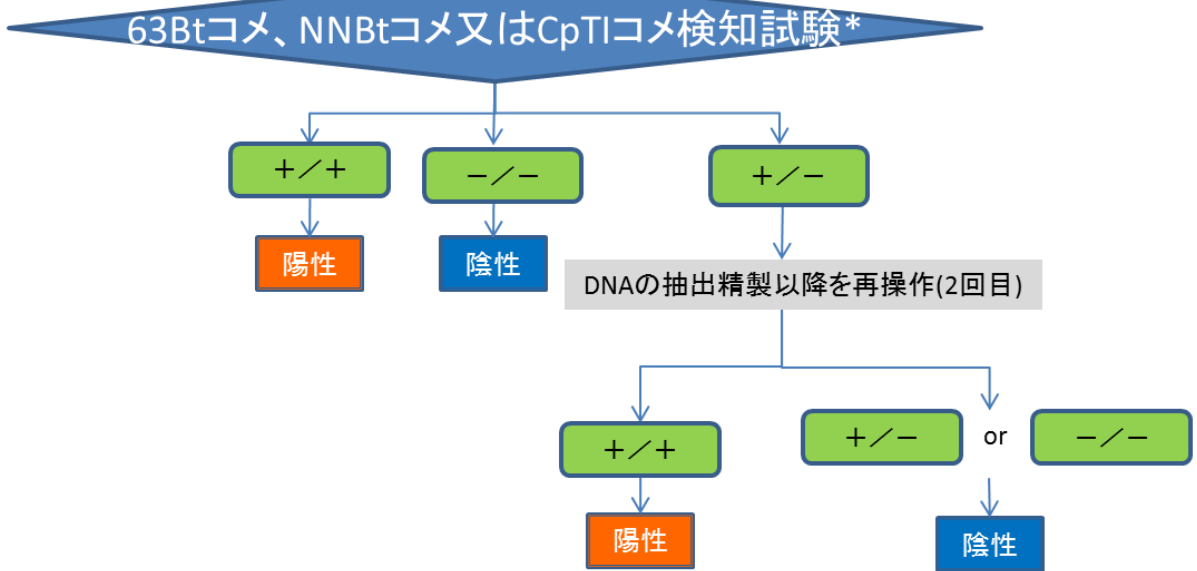 63Btコメ、NNBtコメ又はCpTIコメ検知試験*
＋／＋
－／－
＋／－
陽性
陰性
DNAの抽出精製以降を再操作(2回目)
＋／＋
＋／－
or
－／－
陽性
陰性